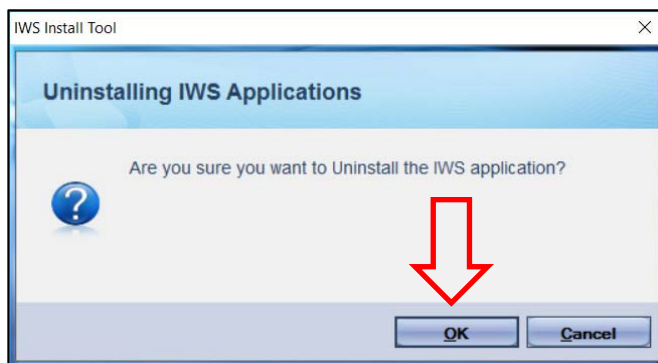 IWS Install Tool
Uninstalling IWS Applications
Are you sure you want to Uninstall the IWS application?
OK
Cancel